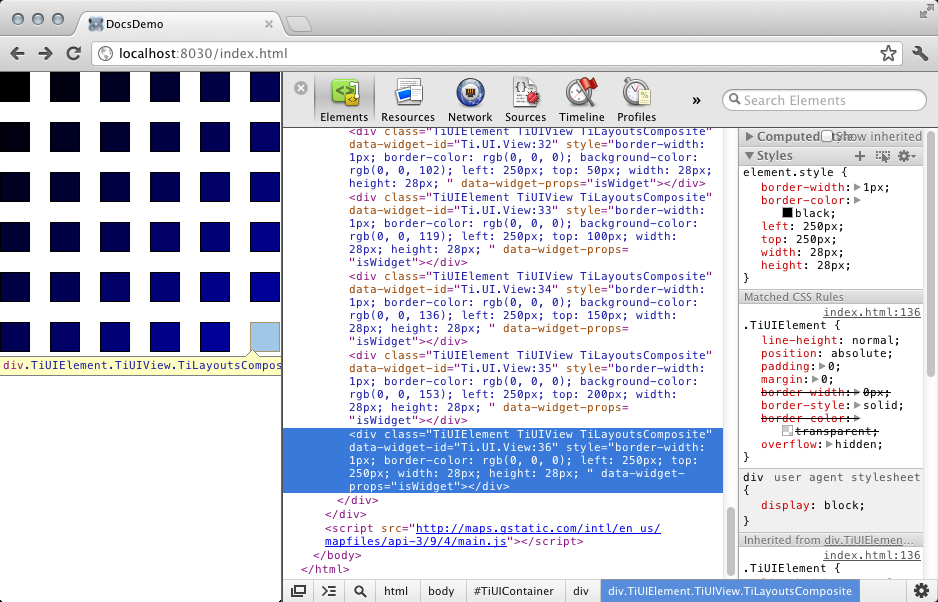 DocsDemo
localhost:8030/index.html
Elements
Resources
Network
Sources
Timeline
Profiles
»
Search Elements
div.TiUIElement.TiUIView.TiLayoutsCompos
<div class="TiUIElement TiUIView TiLayoutsComposite"
data-widget-id="Ti.UI.View:32" style="border-width:
1px; border-color: rgb(0, 0, 0); background-color:
rgb(0, 0, 102); left: 250px; top: 50px; width: 28px;
height: 28px; " data-widget-props="isWidget"></div>
<div class="TiUIElement TiUIView TiLayoutsComposite"
data-widget-id="Ti.UI.View:33" style="border-width:
1px; border-color: rgb(0, 0, 0); background-color:
rgb(0, 0, 119); left: 250px; top: 100px; width:
28px; height: 28px; " data-widget-props=
"isWidget"></div>
<div class="TiUIElement TiUIView TiLayoutsComposite"
data-widget-id="Ti.UI.View:34" style="border-width:
1px; border-color: rgb(0, 0, 0); background-color:
rgb(0, 0, 136); left: 250px; top: 150px; width:
28px; height: 28px; " data-widget-props=
"isWidget"></div>
<div class="TiUIElement TiUIView TiLayoutsComposite"
data-widget-id="Ti.UI.View:35" style="border-width:
1px; border-color: rgb(0, 0, 0); background-color:
rgb(0, 0, 153); left: 250px; top: 200px; width:
28px; height: 28px; " data-widget-props=
"isWidget"></div>
<div class="TiUIElement TiUIView TiLayoutsComposite"
data-widget-id="Ti.UI.View:36" style="border-width:
1px; border-color: rgb(0, 0, 0); left: 250px; top:
250px; width: 28px; height: 28px; " data-widget-
props="isWidget"></div>
</div>
</div>
<script src="http://maps.gstatic.com/intl/en_us/
mapfiles/api-3/9/4/main.js"></script>
</body>
</html>
Computed Style
Show inherited
Styles
element.style {
border-width: 1px;
border-color:
black;
left: 250px;
top: 250px;
width: 28px;
height: 28px;
}
Matched CSS Rules
index.html:136
.TiUIElement {
line-height: normal;
position: absolute;
padding: 0;
margin: 0;
border-width: 0px;
border-style: solid;
border-color:
transparent;
overflow: hidden;
}
div user agent stylesheet
{
display: block;
}
Inherited from div.TiUIElemen...
index.html:136
.TiUIElement {
html
body
#TiUIContainer
div
div.TiUIElement.TiUIView.TiLayoutsComposite